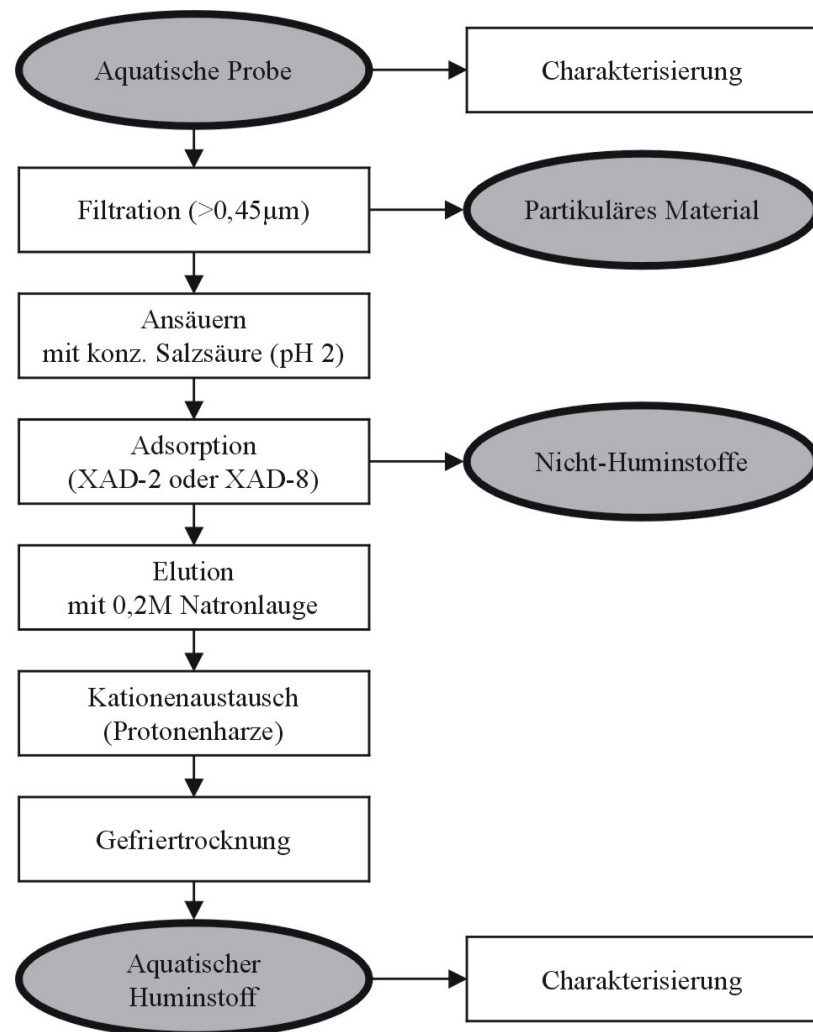 Aquatische Probe
Charakterisierung
Filtration (>0,45µm)
Partikuläres Material
Ansäuern
mit konz. Salzsäure (pH 2)
Adsorption
(XAD-2 oder XAD-8)
Nicht-Huminstoffe
Elution
mit 0,2M Natronlauge
Kationenaustausch
(Protonenharze)
Gefriertrocknung
Aquatischer
Huminstoff
Charakterisierung